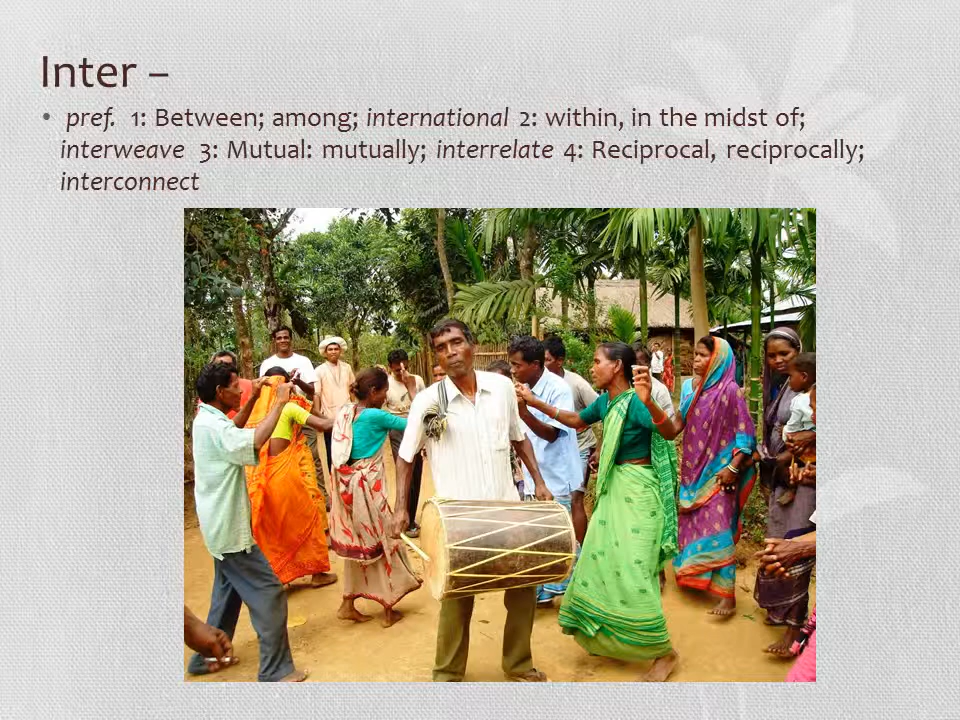 Inter –
• pref. 1: Between; among; international 2: within, in the midst of;
interweave 3: Mutual: mutually; interrelate 4: Reciprocal, reciprocally;
interconnect